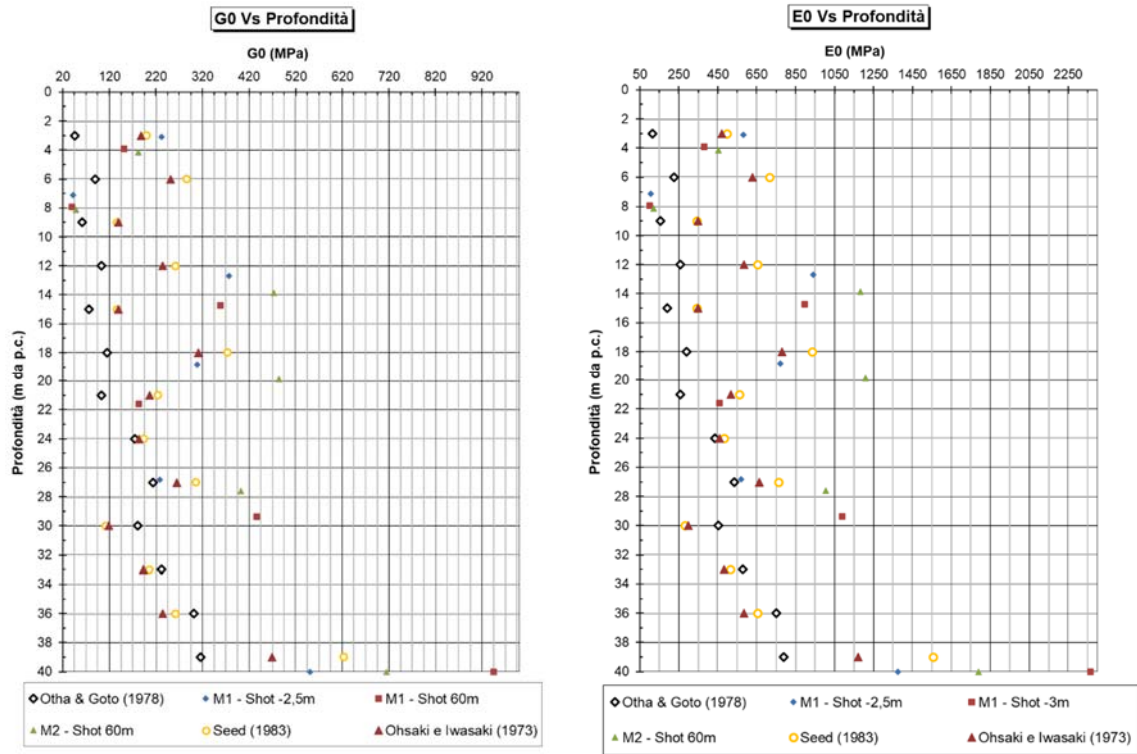 G0 Vs Profondità
G0 (MPa)
20 120 220 320 420 520 620 720 820 920
0
2
4
6
8
10
12
14
16
18
20
22
24
26
28
30
32
34
36
38
40
Profondità (m da p.c.)
Otha & Goto (1978)
M1 - Shot -2,5m
M1 - Shot 60m
M2 - Shot 60m
Seed (1983)
Ohsaki e Iwasaki (1973)
E0 Vs Profondità
E0 (MPa)
50 250 450 650 850 1050 1250 1450 1650 1850 2050 2250
0
2
4
6
8
10
12
14
16
18
20
22
24
26
28
30
32
34
36
38
40
Profondità (m da p.c.)
Otha & Goto (1978)
M1 - Shot -2,5m
M1 - Shot -3m
M2 - Shot 60m
Seed (1983)
Ohsaki e Iwasaki (1973)